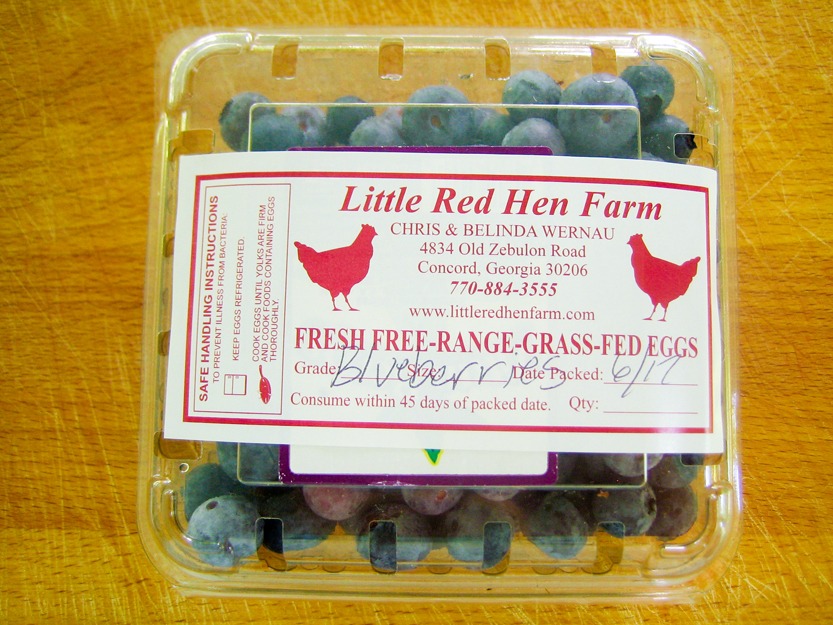 Little Red Hen Farm
CHRIS & BELINDA WERNAU
4834 Old Zebulon Road
Concord, Georgia 30206
770-884-3555
www.littleredhenfarm.com
FRESH FREE-RANGE-GRASS-FED EGGS
Grade: Size: Date Packed: 6/17
Blueberries
Consume within 45 days of packed date. Qty:
SAFE HANDLING INSTRUCTIONS
TO PREVENT ILLNESS FROM BACTERIA:
KEEP EGGS REFRIGERATED:
COOK EGGS UNTIL YOLKS ARE FIRM
AND COOK FOODS CONTAINING EGGS
THOROUGHLY.